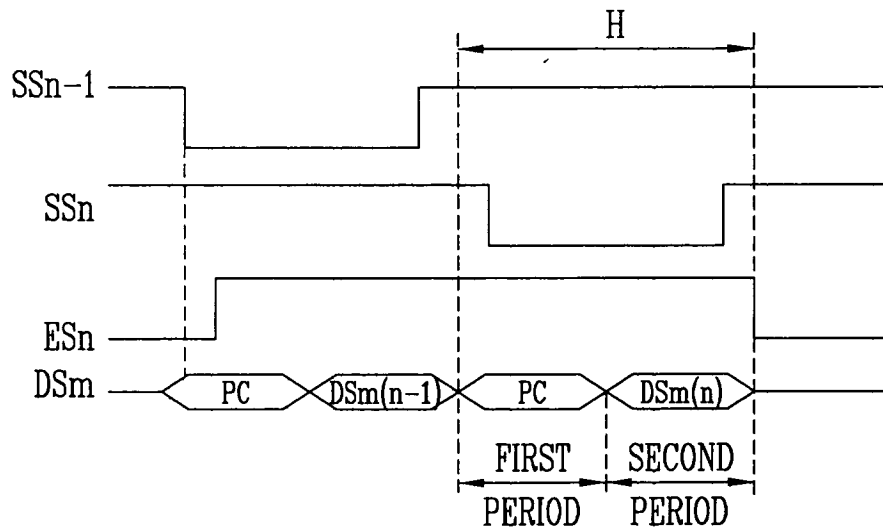 H
SSn-1
SSn
ESn
DSm
PC
DSm(n-1)
PC
DSm(n)
FIRST
PERIOD
SECOND
PERIOD